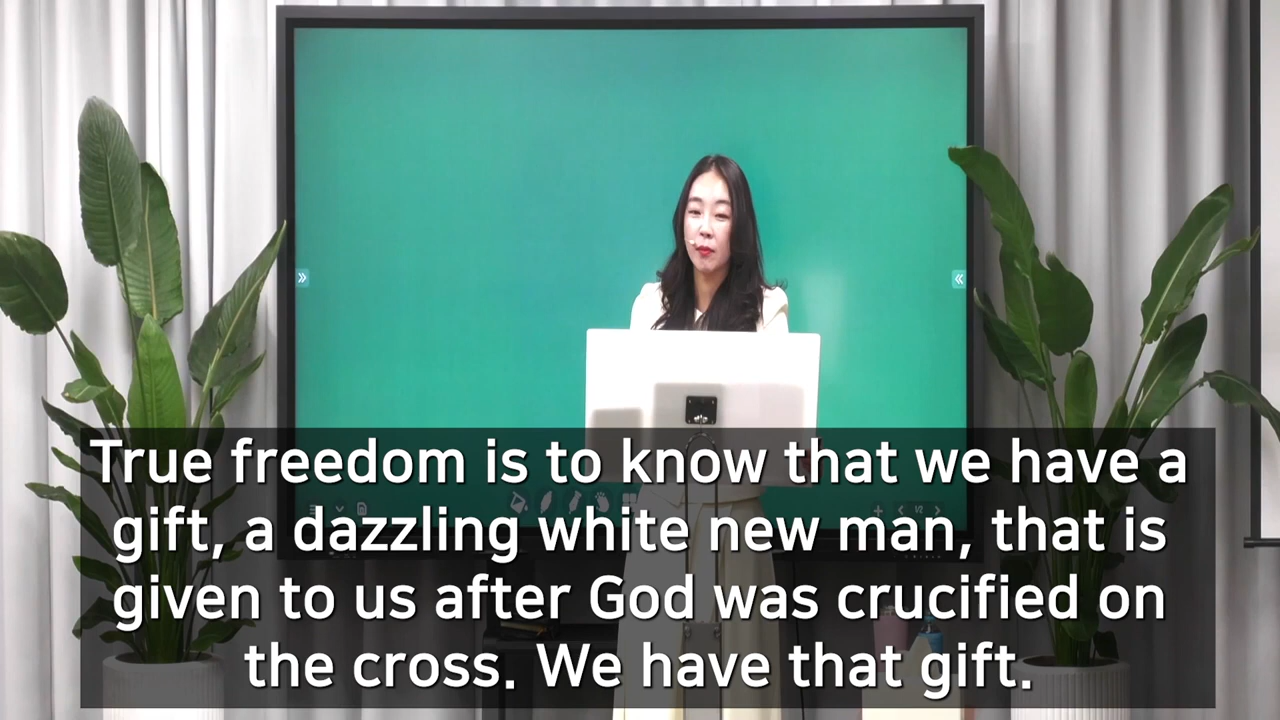 True freedom is to know that we have a
gift, a dazzling white new man, that is
given to us after God was crucified on
the cross. We have that gift.